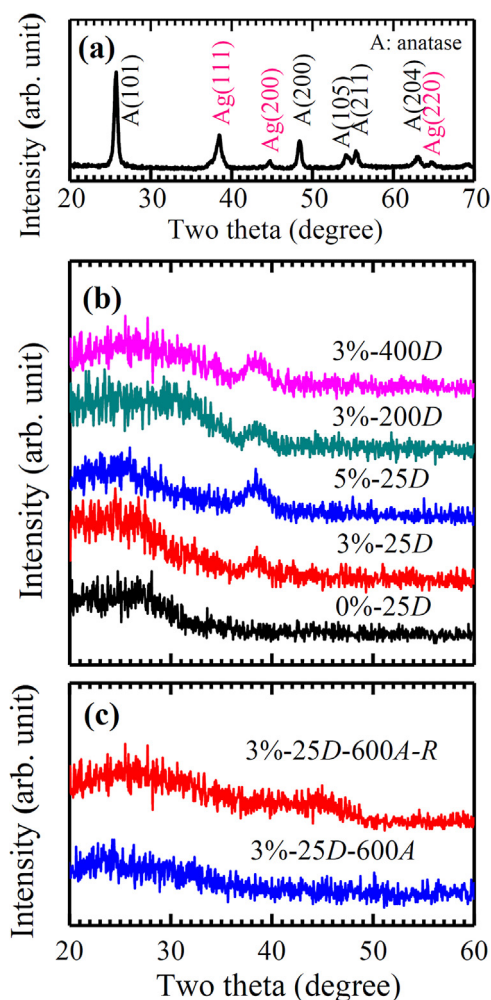 (a)
A: anatase
A(101)
Ag(111)
Ag(200)
A(200)
A(105)
A(211)
A(204)
Ag(220)
Intensity (arb. unit)
20 30 40 50 60 70
Two theta (degree)
(b)
3%-400D
3%-200D
5%-25D
3%-25D
0%-25D
Intensity (arb. unit)
(c)
3%-25D-600A-R
3%-25D-600A
Intensity (arb. unit)
20 30 40 50 60
Two theta (degree)